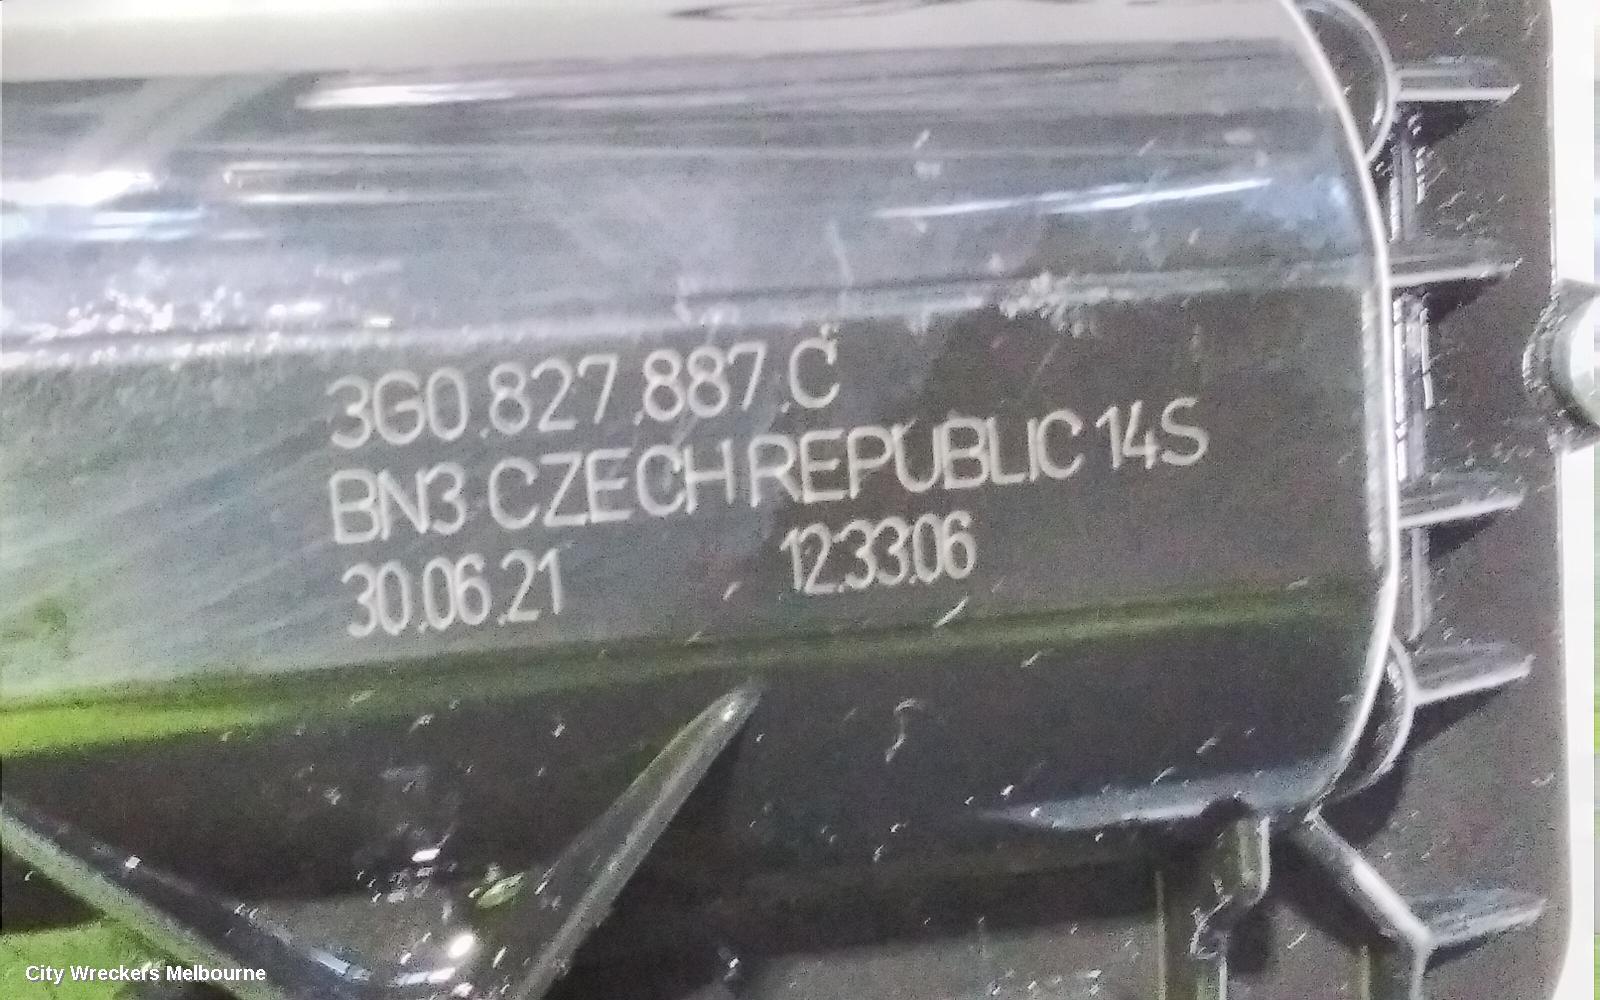 3G0.827.887.C
BN3 CZECH REPUBLIC 14S
30.06.21 12.33.06
City Wreckers Melbourne